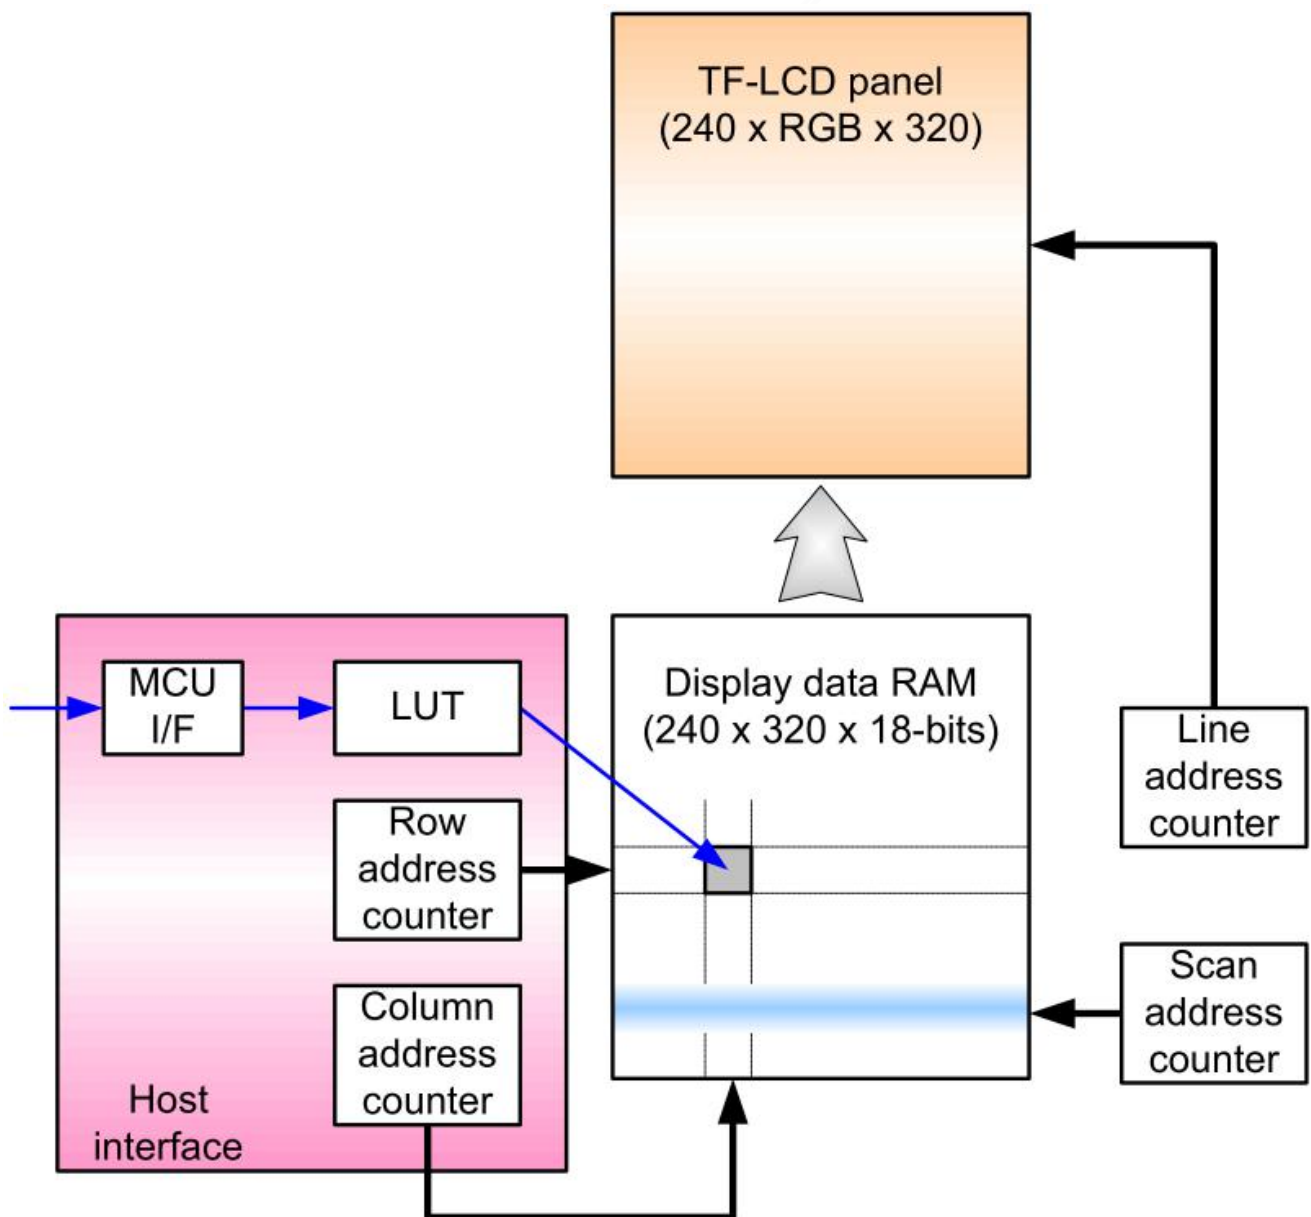 TF-LCD panel
(240 x RGB x 320)
MCU
I/F
LUT
Display data RAM
(240 x 320 x 18-bits)
Line
address
counter
Row
address
counter
Scan
address
counter
Column
address
counter
Host
interface